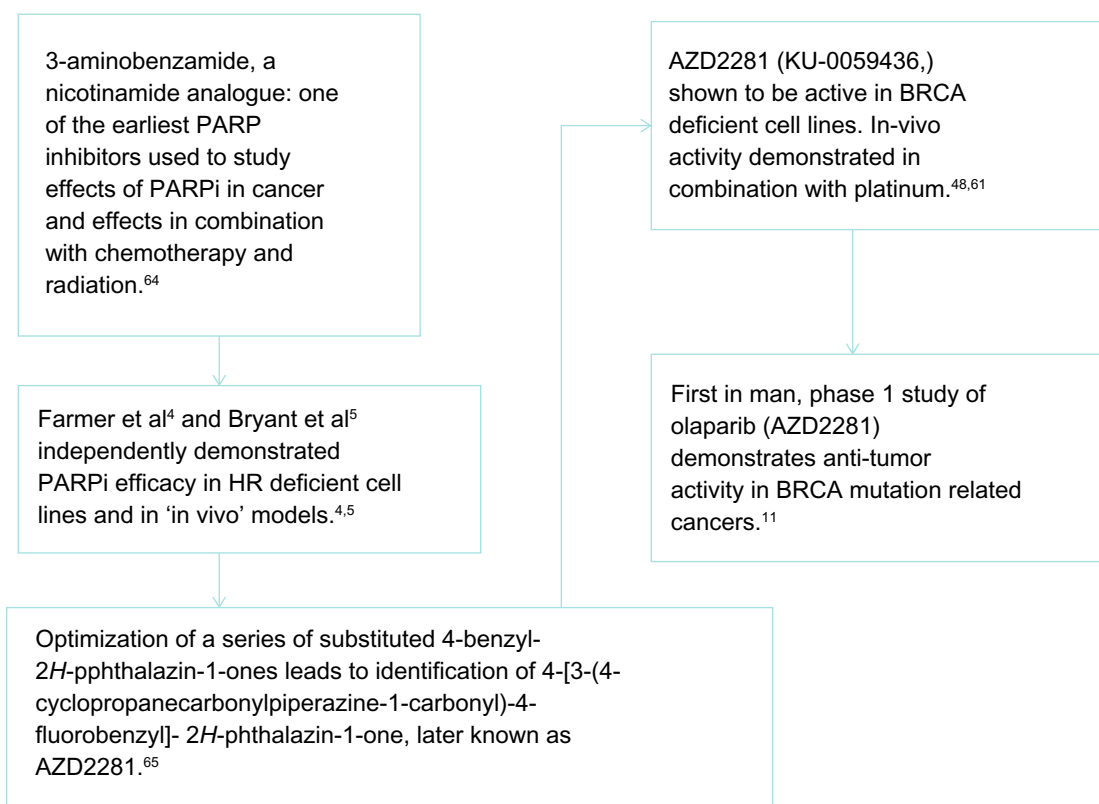 3-aminobenzamide, a
nicotinamide analogue: one
of the earliest PARP
inhibitors used to study
effects of PARPi in cancer
and effects in combination
with chemotherapy and
radiation.⁶⁴
Farmer et al⁴ and Bryant et al⁵
independently demonstrated
PARPi efficacy in HR deficient cell
lines and in ‘in vivo’ models.⁴,⁵
Optimization of a series of substituted 4-benzyl-
2H-pphthalazin-1-ones leads to identification of 4-[3-(4-
cyclopropanecarbonylpiperazine-1-carbonyl)-4-
fluorobenzyl]- 2H-phthalazin-1-one, later known as
AZD2281.⁶⁵
AZD2281 (KU-0059436,)
shown to be active in BRCA
deficient cell lines. In-vivo
activity demonstrated in
combination with platinum.⁴⁸,⁶¹
First in man, phase 1 study of
olaparib (AZD2281)
demonstrates anti-tumor
activity in BRCA mutation related
cancers.¹¹